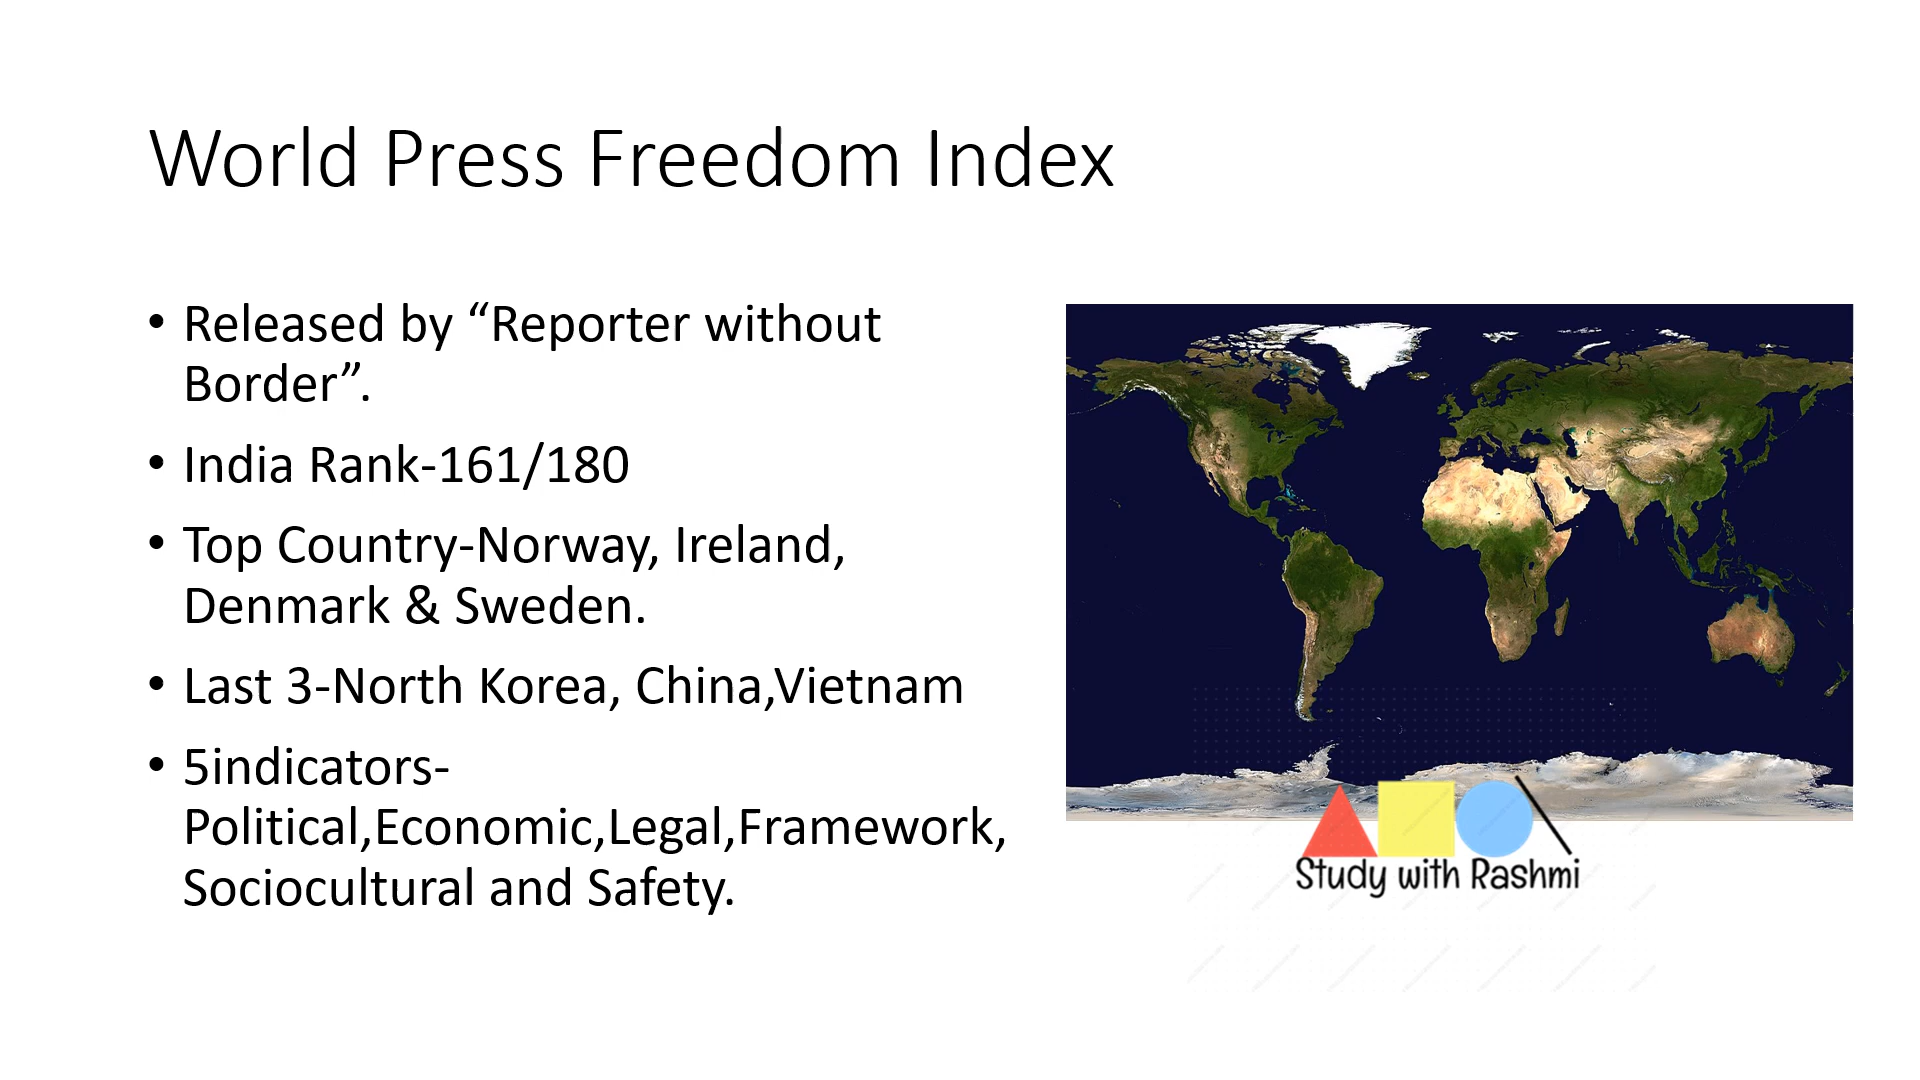 World Press Freedom Index
• Released by “Reporter without
Border”.
• India Rank-161/180
• Top Country-Norway, Ireland,
Denmark & Sweden.
• Last 3-North Korea, China,Vietnam
• 5indicators-
Political,Economic,Legal,Framework,
Sociocultural and Safety.
Study with Rashmi